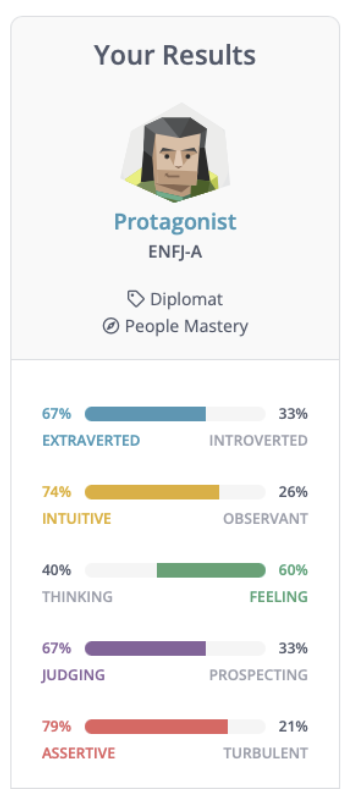 Your Results
Protagonist
ENFJ-A
Diplomat
People Mastery
67% 33%
EXTRAVERTED INTROVERTED
74% 26%
INTUITIVE OBSERVANT
40% 60%
THINKING FEELING
67% 33%
JUDGING PROSPECTING
79% 21%
ASSERTIVE TURBULENT